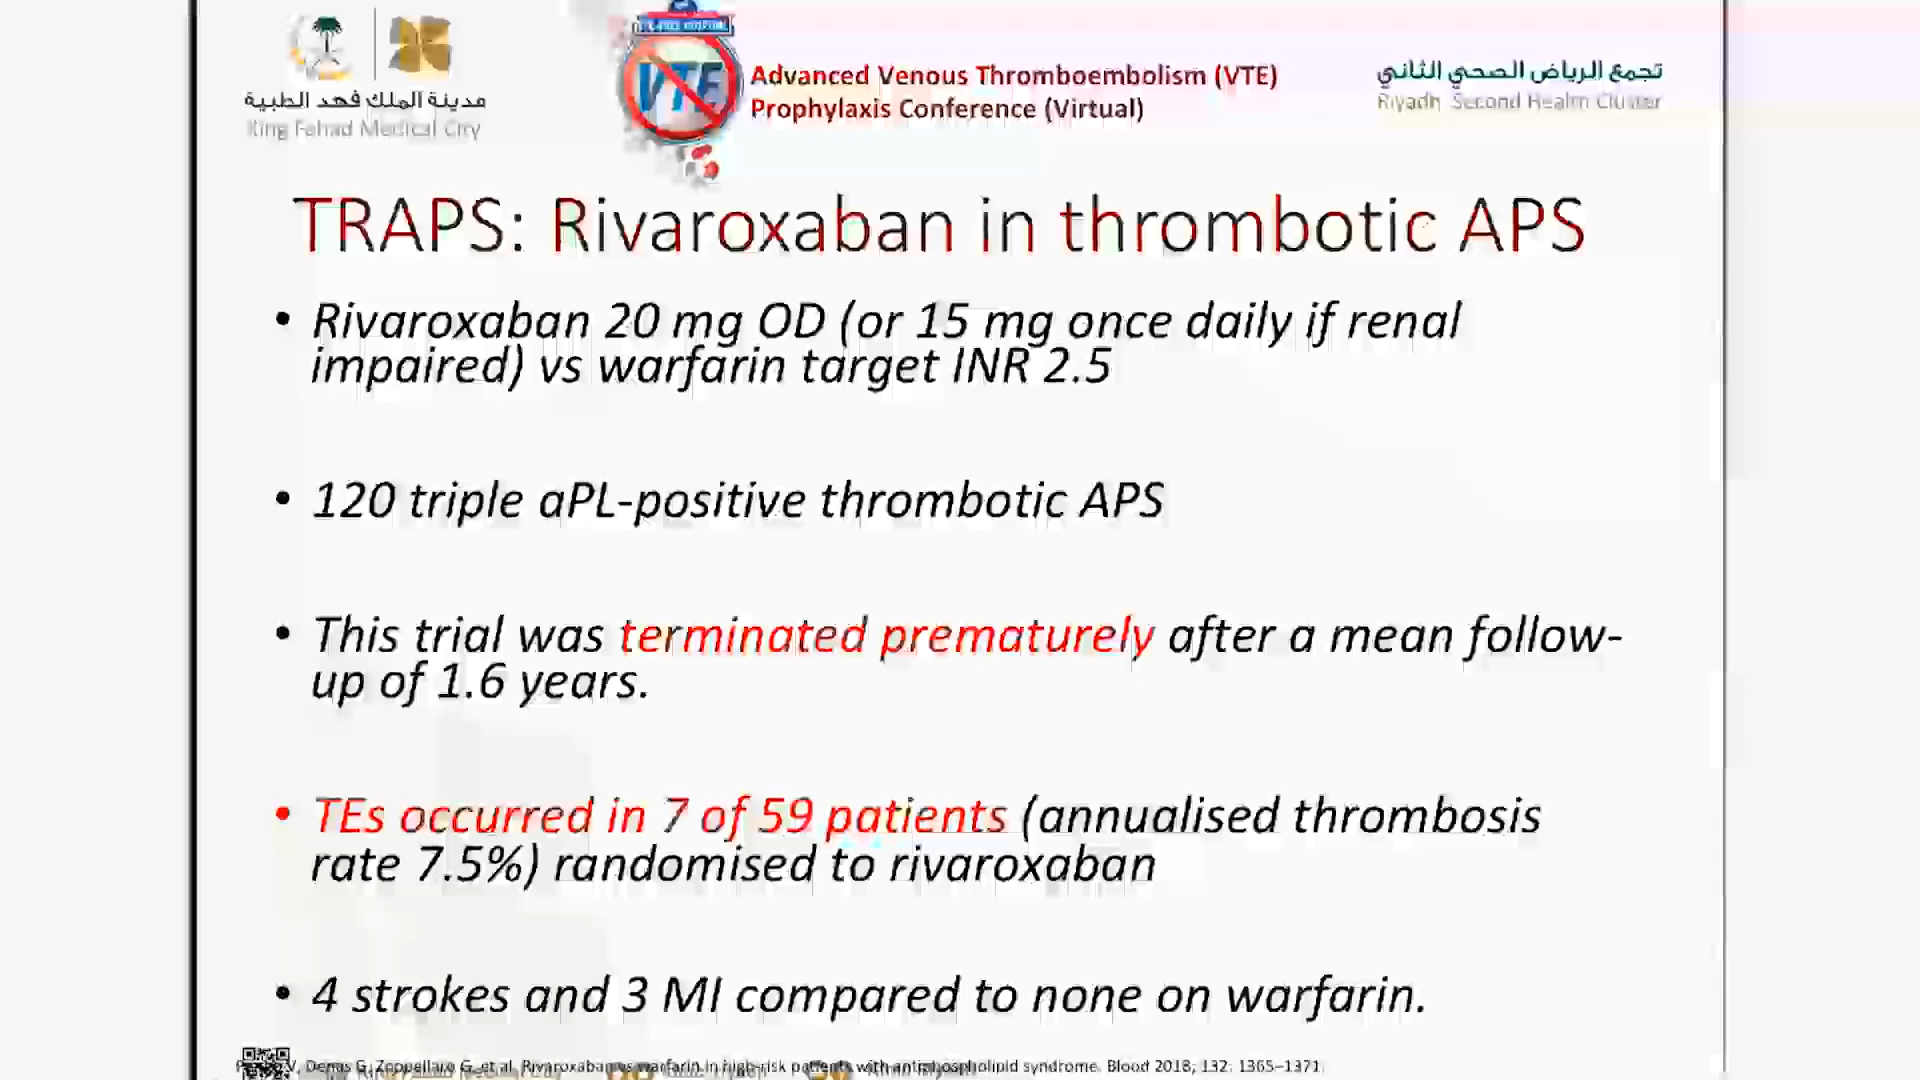 مدينة الملك فهد الطبية
King Fahad Medical City
VTE
Advanced Venous Thromboembolism (VTE)
Prophylaxis Conference (Virtual)
تجمع الرياض الصحي الثاني
Riyadh Second Health Cluster
TRAPS: Rivaroxaban in thrombotic APS
• Rivaroxaban 20 mg OD (or 15 mg once daily if renal
impaired) vs warfarin target INR 2.5
• 120 triple aPL-positive thrombotic APS
• This trial was terminated prematurely after a mean follow-
up of 1.6 years.
• TEs occurred in 7 of 59 patients (annualised thrombosis
rate 7.5%) randomised to rivaroxaban
• 4 strokes and 3 MI compared to none on warfarin.
V, Denas G, Zoppellaro G, et al. Rivaroxaban vs warfarin in high-risk patients with antiphospholipid syndrome. Blood 2018; 132: 1365–1371.